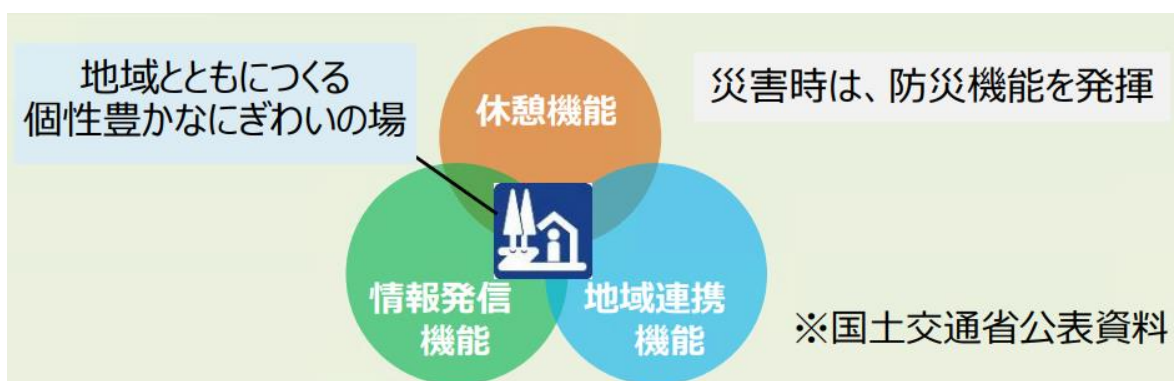 地域とともにつくる
個性豊かなにぎわいの場
休憩機能
災害時は、防災機能を発揮
情報発信
機能
地域連携
機能
※国土交通省公表資料